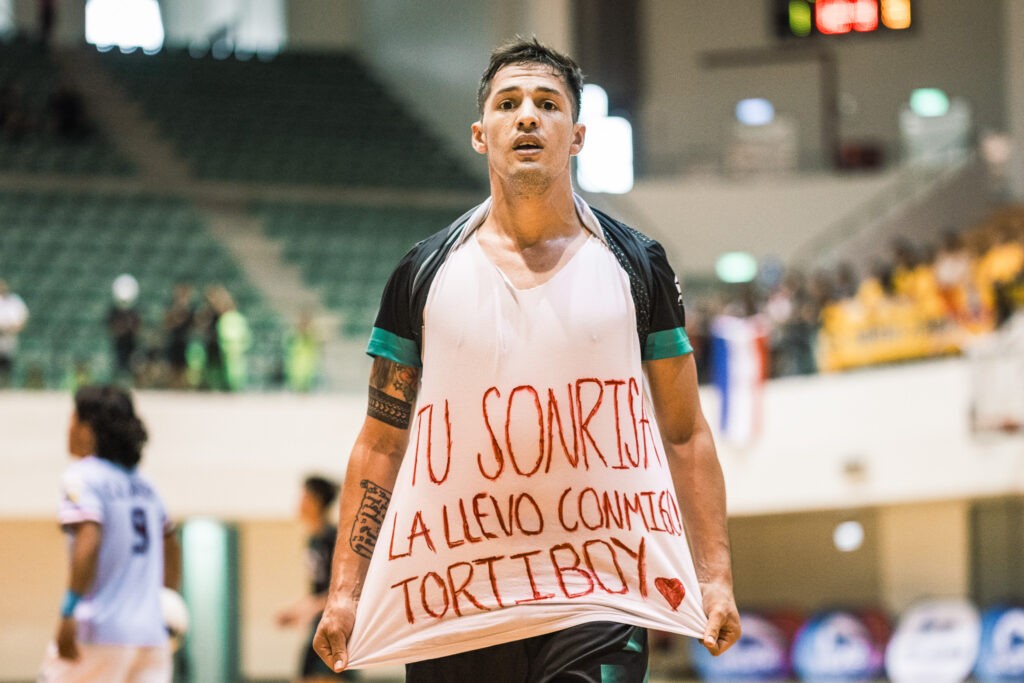 TU SONRISA
LA LLEVO CONMIGO
TORTIBOY
9